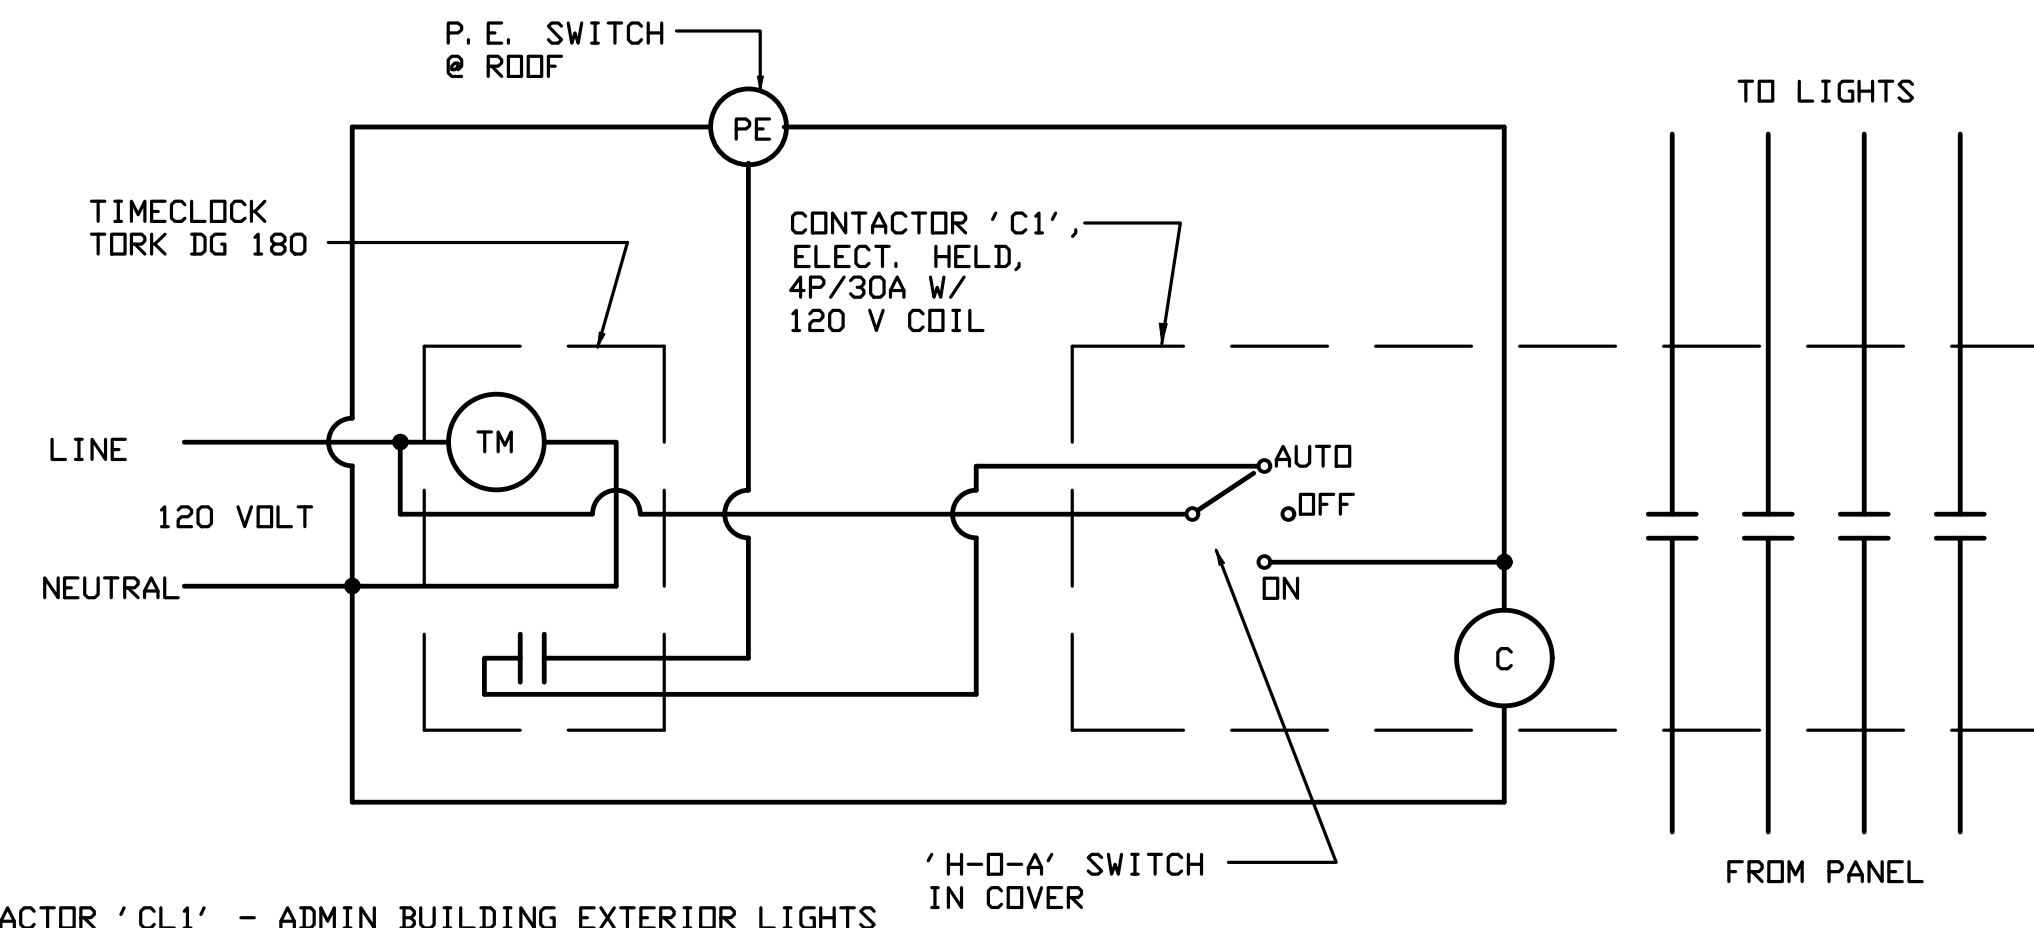 P.E. SWITCH
@ ROOF
PE
TO LIGHTS
TIMECLOCK
TORK DG 180
CONTACTOR 'C1',
ELECT. HELD,
4P/30A W/
120 V COIL
LINE
TM
AUTO
OFF
120 VOLT
NEUTRAL
ON
C
'H-O-A' SWITCH
IN COVER
FROM PANEL
ACTOR 'CL1' - ADMIN BUILDING EXTERIOR LIGHTS